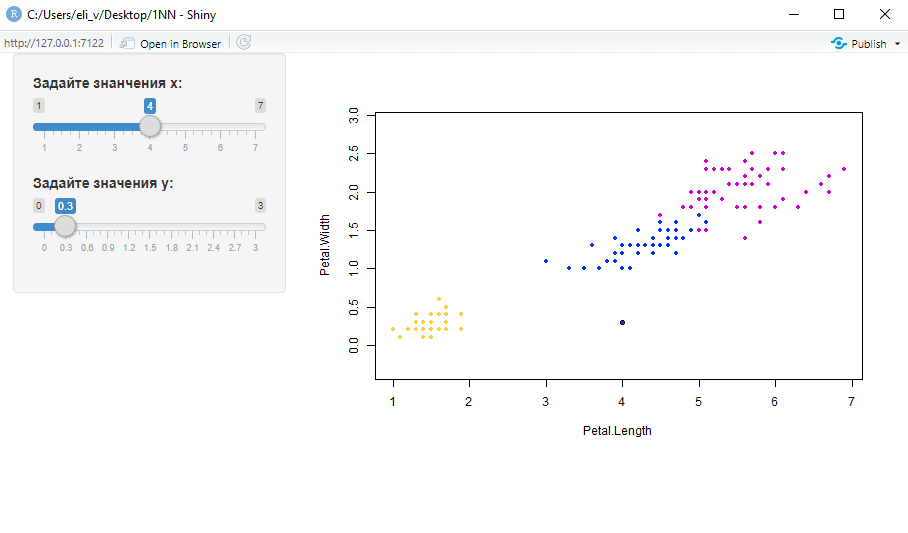 R C:/Users/eli_v/Desktop/1NN - Shiny
http://127.0.0.1:7122 Open in Browser Publish
Задайте знанчения x:
1 4 7
1 2 3 4 5 6 7
Задайте значения y:
0 0.3 3
0 0.3 0.6 0.9 1.2 1.5 1.8 2.1 2.4 2.7 3
Petal.Width
3.0
2.5
2.0
1.5
1.0
0.5
0.0
1 2 3 4 5 6 7
Petal.Length